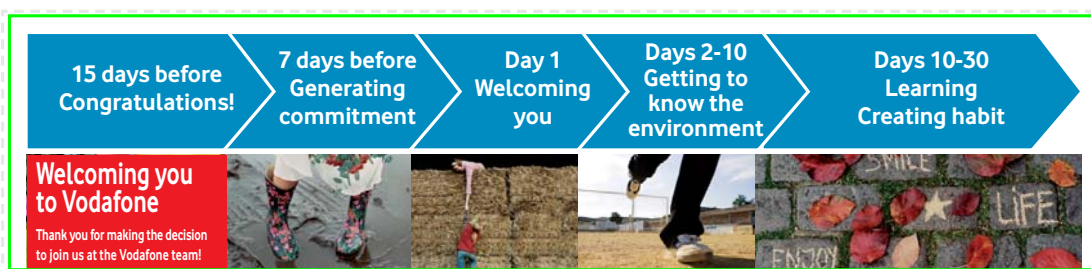 15 days before
Congratulations!
7 days before
Generating
commitment
Day 1
Welcoming
you
Days 2-10
Getting to
know the
environment
Days 10-30
Learning
Creating habit
Welcoming you
to Vodafone
Thank you for making the decision
to join us at the Vodafone team!
SMILE
LiFE
ENJOY